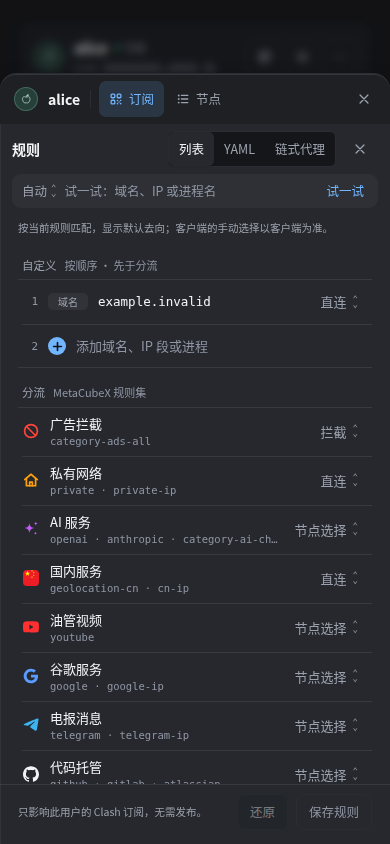 alice
alice
订阅
节点
规则
列表
YAML
链式代理
自动
试一试：域名、IP 或进程名
试一试
按当前规则匹配，显示默认去向；客户端的手动选择以客户端为准。
自定义 按顺序 · 先于分流
1 域名 example.invalid 直连
2 添加域名、IP 段或进程
分流 MetaCubeX 规则集
广告拦截
category-ads-all
拦截
私有网络
private · private-ip
直连
AI 服务
openai · anthropic · category-ai-ch…
节点选择
国内服务
geolocation-cn · cn-ip
直连
油管视频
youtube
节点选择
谷歌服务
google · google-ip
节点选择
电报消息
telegram · telegram-ip
节点选择
代码托管
github · gitlab · atlassian
节点选择
只影响此用户的 Clash 订阅，无需发布。
还原
保存规则